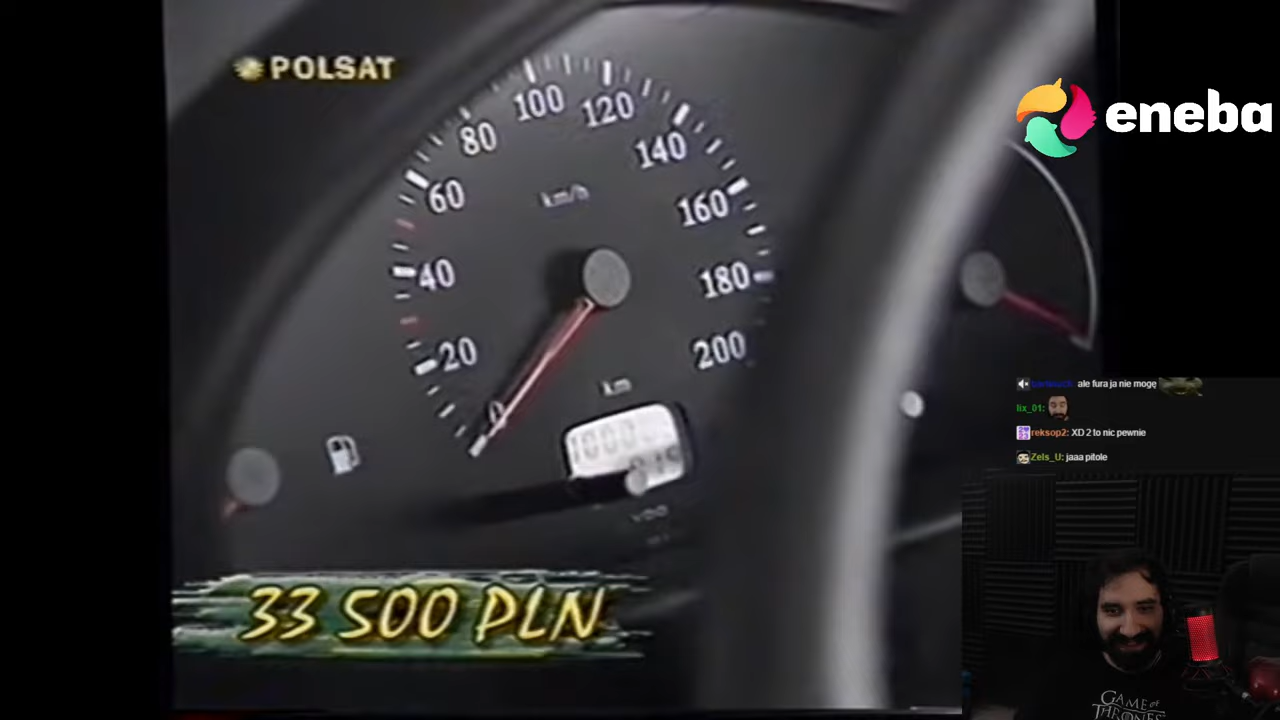 POLSAT
eneba
100
120
80
140
60
km/h
160
40
180
20
200
km
0
VDO
33 500 PLN
ale fura ja nie mogę
lix_01:
reksop2: XD 2 to nic pewnie
Zels_U: jaaa pitole
GAME of
THRONES